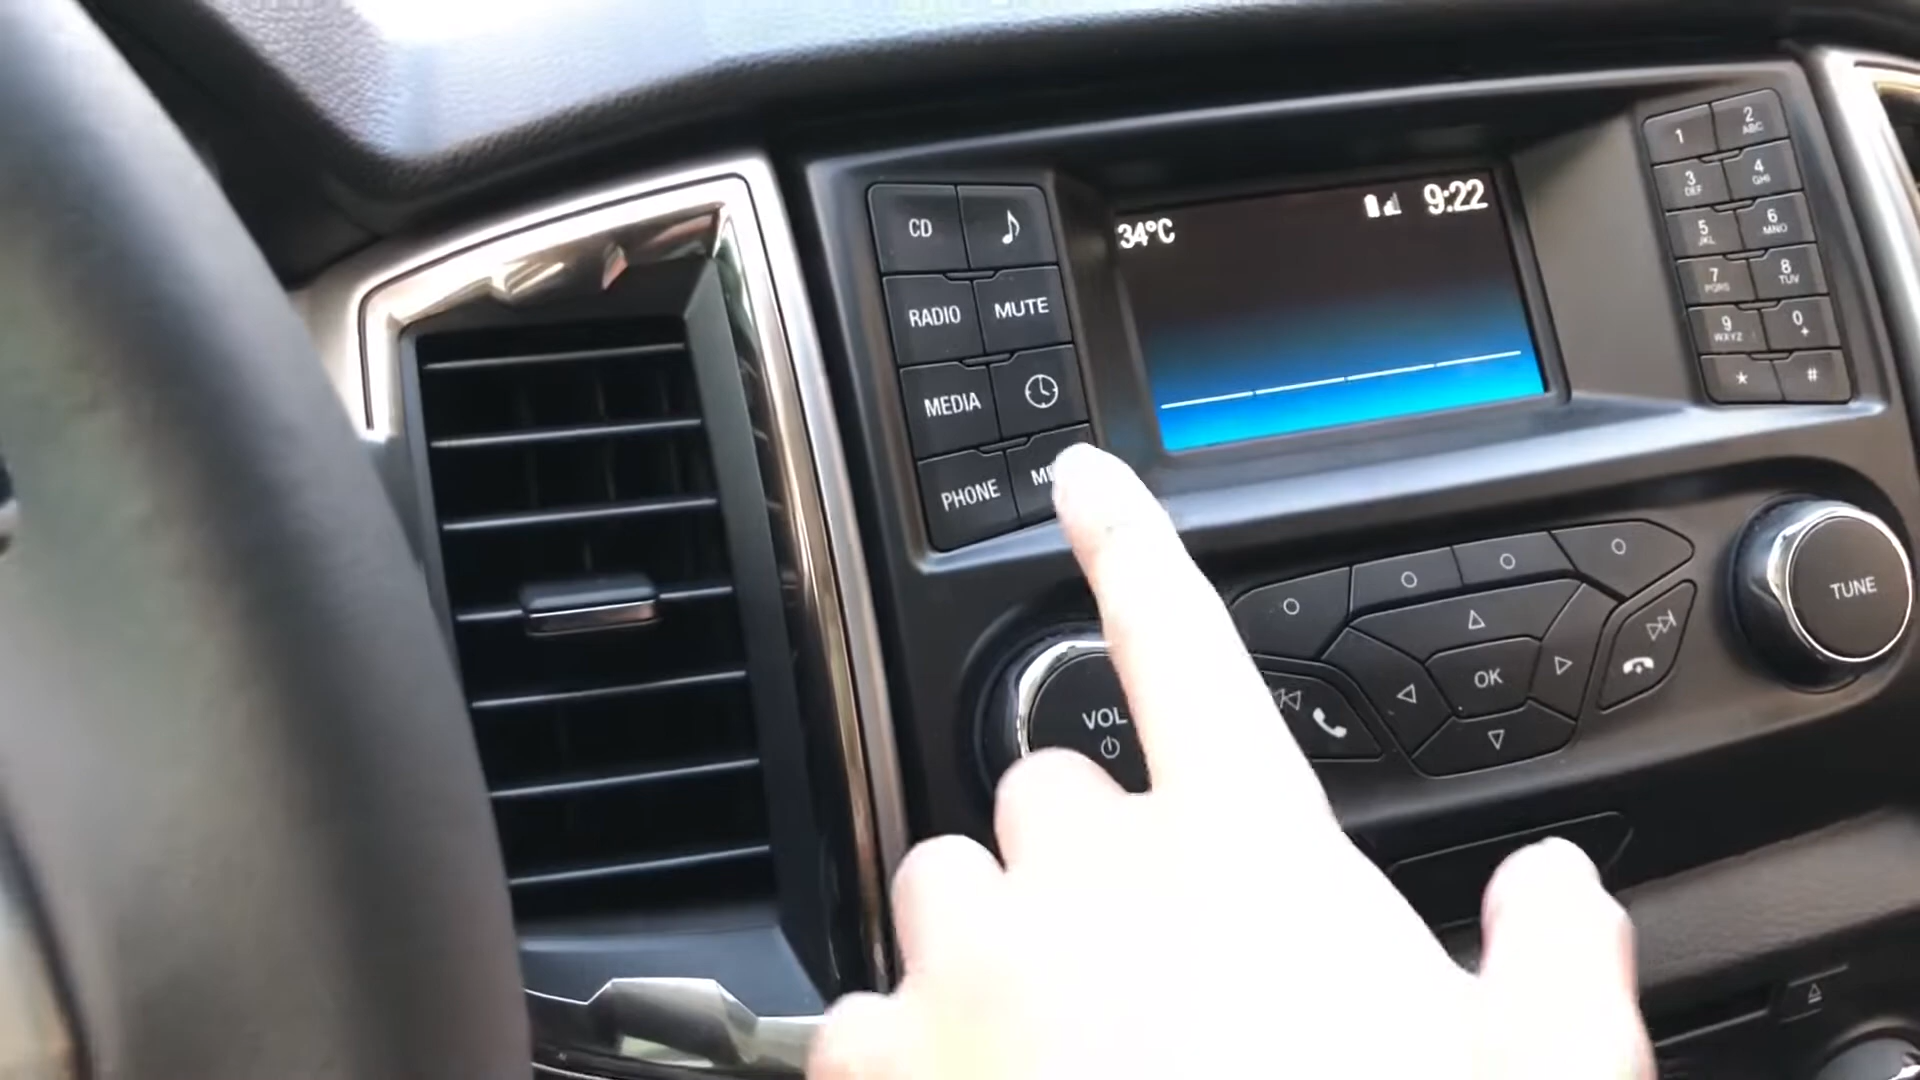 CD
RADIO
MUTE
MEDIA
PHONE
34°C
9:22
1
2
ABC
3
DEF
4
GHI
5
JKL
6
MNO
7
PQRS
8
TUV
9
WXYZ
0
+
*
#
VOL
OK
TUNE